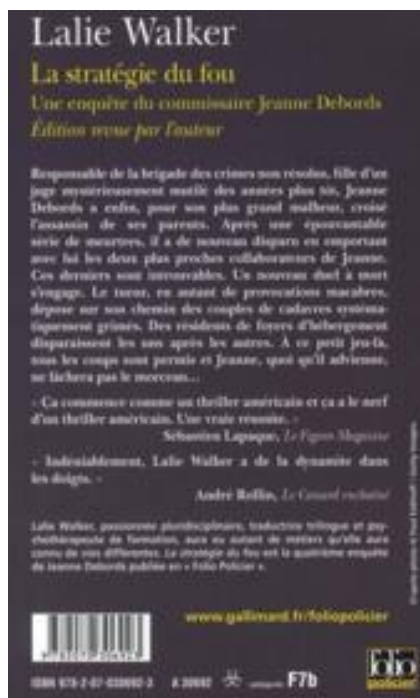 Lalie Walker
La stratégie du fou
Une enquête du commissaire Jeanne Debords
Édition revue par l'auteur
Responsable de la brigade des crimes non résolus, fille d'un
juge mystérieusement mutilé des années plus tôt, Jeanne
Debords a enfin, pour son plus grand malheur, croisé
l'assassin de ses parents. Après une épouvantable
série de meurtres, il a de nouveau disparu en emportant
avec lui les deux plus proches collaborateurs de Jeanne.
Ces derniers sont introuvables. Un nouveau duel à mort
s'engage. Le tueur, en autant de provocations macabres,
dépose sur son chemin des couples de cadavres systéma-
tiquement grimés. Des résidents de foyers d'hébergement
disparaissent les uns après les autres. À ce petit jeu-là,
tous les coups sont permis et Jeanne, quoi qu'il advienne,
ne lâchera pas le morceau...
« Ça commence comme un thriller américain et ça a le nerf
d'un thriller américain. Une vraie réussite. »
Sébastien Lapaque, Le Figaro Magazine
« Indéniablement, Lalie Walker a de la dynamite dans
les doigts. »
André Rollin, Le Canard enchaîné
Lalie Walker, passionnée pluridisciplinaire, traductrice trilingue et psy-
chothérapeute de formation, aura eu autant de métiers qu'elle aura
connu de vies différentes. La stratégie du fou est la quatrième enquête
de Jeanne Debords publiée en « Folio Policier ».
www.gallimard.fr/foliopolicier
ISBN 978-2-07-030692-3
A 30692
catégorie F7b
folio
policier